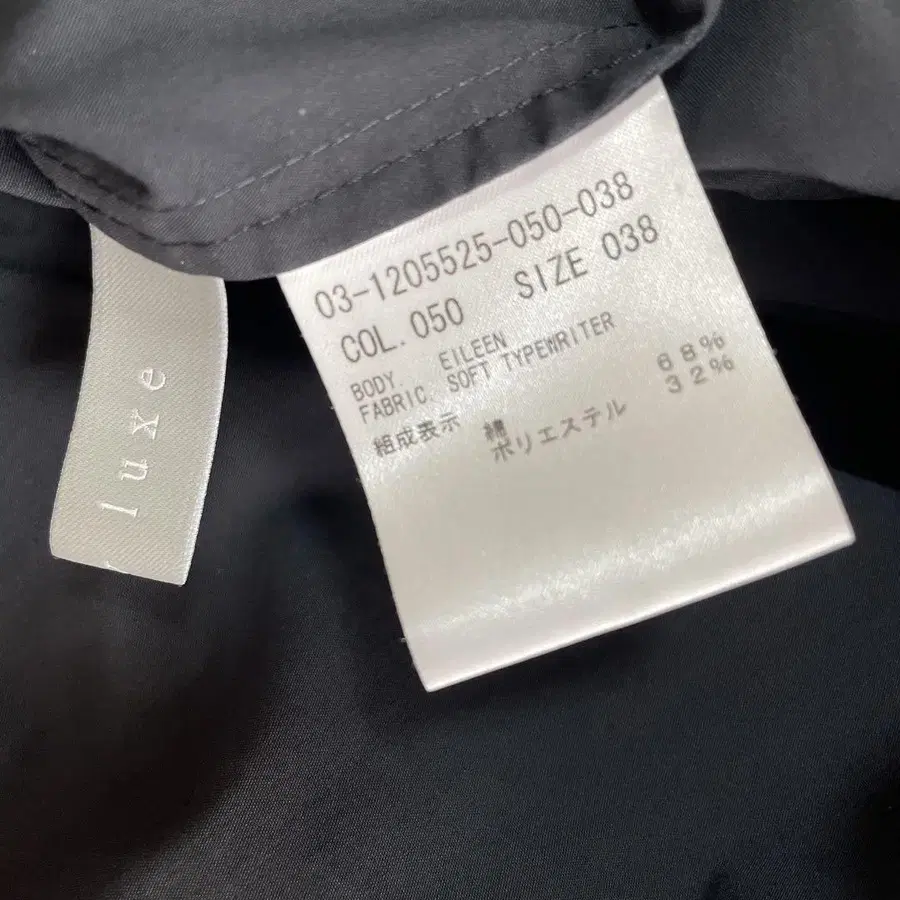 03-1205525-050-038
COL. 050 SIZE 038
BODY. EILEEN
FABRIC. SOFT TYPEWRITER
組成表示 綿 68%
ポリエステル 32%
luxe